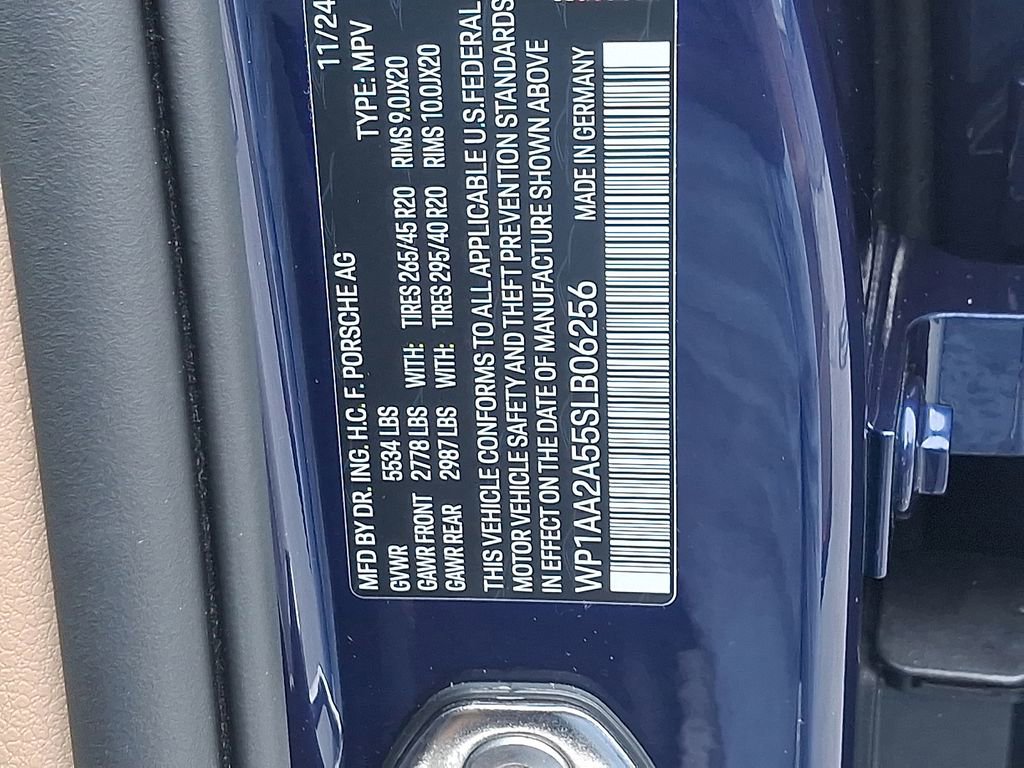 MFD BY DR. ING. H.C. F. PORSCHE AG 11/24
GVWR 5534 LBS TYPE: MPV
GAWR FRONT 2778 LBS WITH: TIRES 265/45 R20 RIMS 9.0JX20
GAWR REAR 2987 LBS WITH: TIRES 295/40 R20 RIMS 10.0JX20
THIS VEHICLE CONFORMS TO ALL APPLICABLE U.S. FEDERAL
MOTOR VEHICLE SAFETY AND THEFT PREVENTION STANDARDS
IN EFFECT ON THE DATE OF MANUFACTURE SHOWN ABOVE
WP1AA2A55SLB06256 MADE IN GERMANY